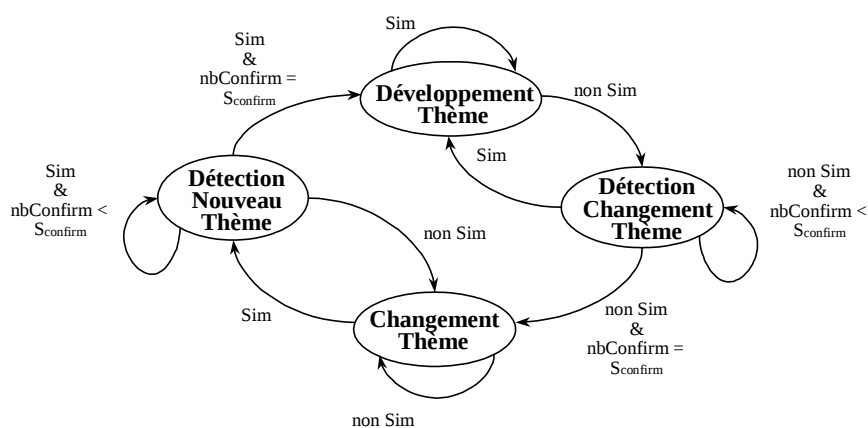 Sim
Sim
&
nbConfirm =
Sconfirm
Développement
Thème
non Sim
Sim
Sim
&
nbConfirm <
Sconfirm
Détection
Nouveau
Thème
Détection
Changement
Thème
non Sim
&
nbConfirm <
Sconfirm
non Sim
Sim
Changement
Thème
non Sim
&
nbConfirm =
Sconfirm
non Sim